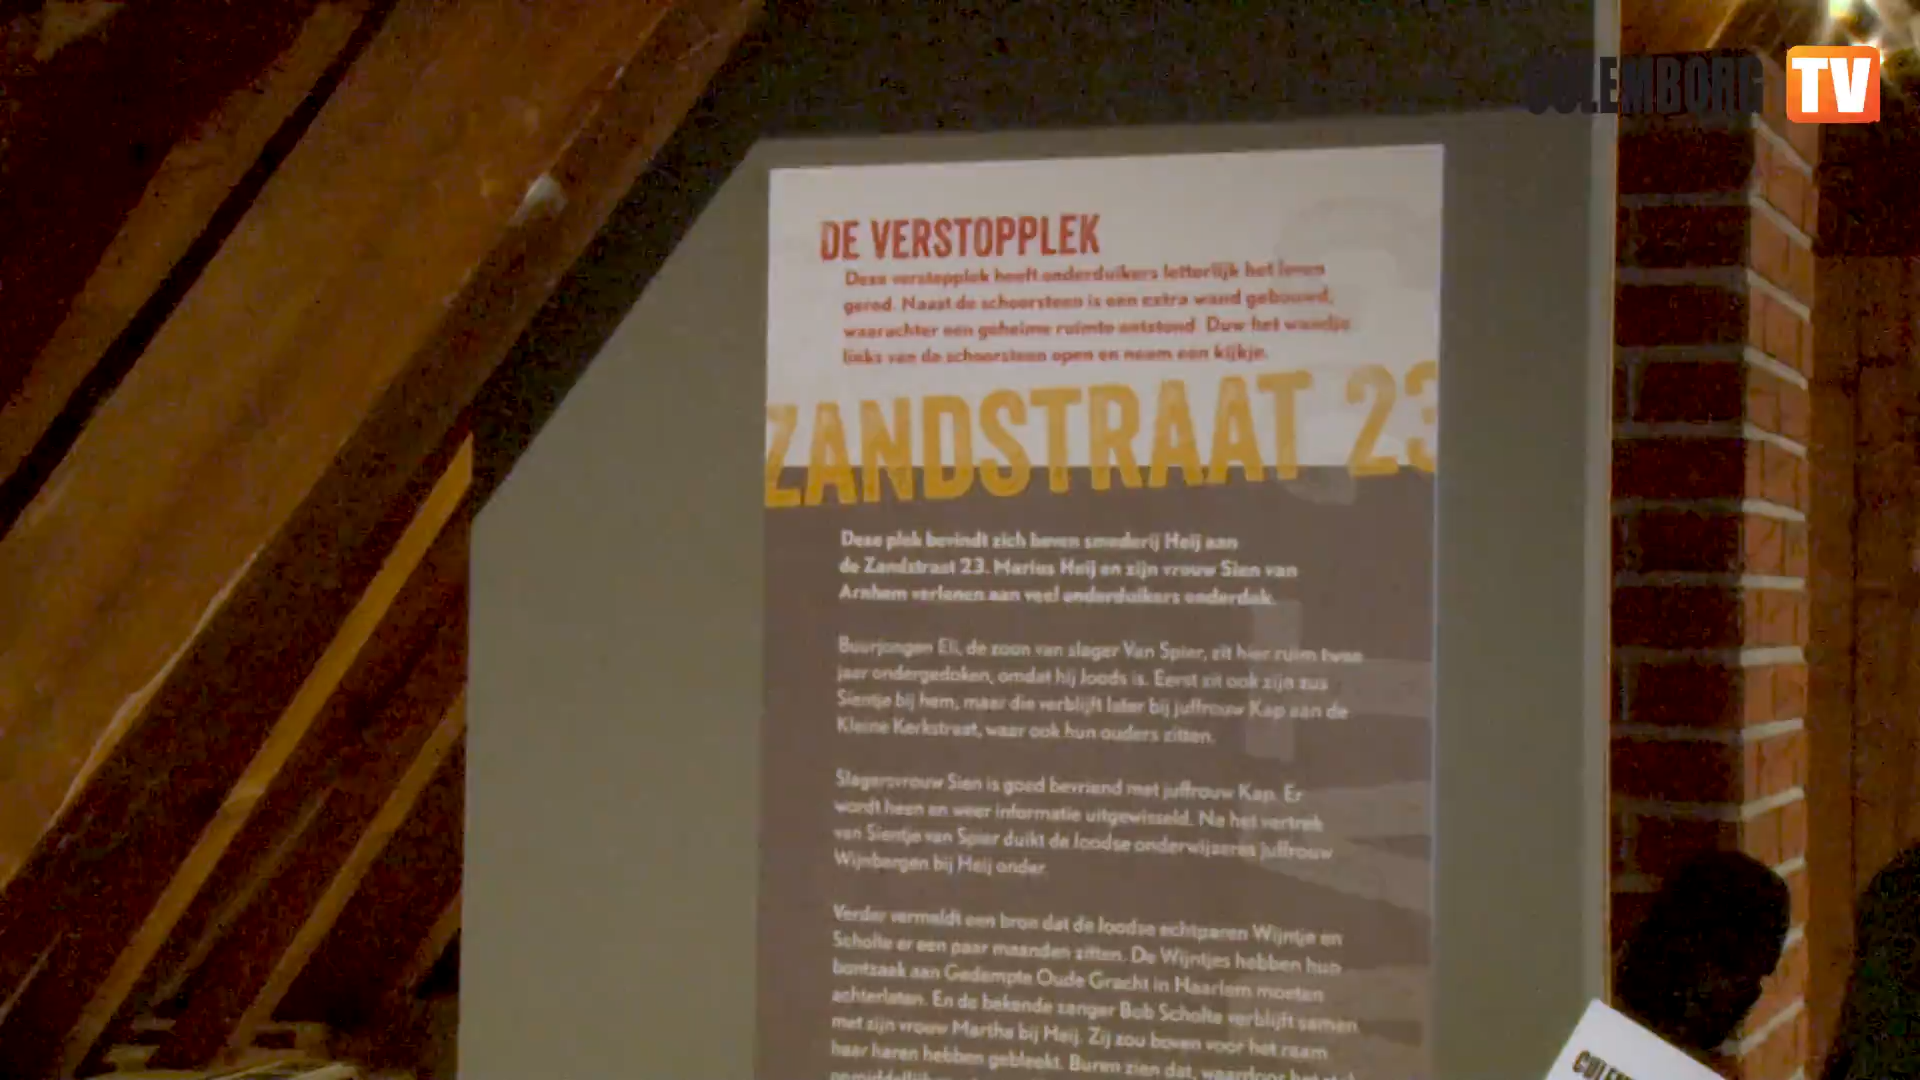 CULEMBORG TV
DE VERSTOPPLEK
Deze verstopplek heeft onderduikers letterlijk het leven
gered. Naast de schoorsteen is een extra wand gebouwd,
waarachter een geheime ruimte ontstond. Duw het wandje
links van de schoorsteen open en neem een kijkje.
ZANDSTRAAT 23
Deze plek bevindt zich boven smederij Heij aan
de Zandstraat 23. Marius Heij en zijn vrouw Sien van
Arnhem verlenen aan veel onderduikers onderdak.
Buurjongen Eli, de zoon van slager Van Spier, zit hier ruim twee
jaar ondergedoken, omdat hij Joods is. Eerst zit ook zijn zus
Sientje bij hem, maar die verblijft later bij juffrouw Kap aan de
Kleine Kerkstraat, waar ook hun ouders zitten.
Slagersvrouw Sien is goed bevriend met juffrouw Kap. Er
wordt heen en weer informatie uitgewisseld. Na het vertrek
van Sientje van Spier duikt de Joodse onderwijzeres juffrouw
Wijnbergen bij Heij onder.
Verder vermeldt een bron dat de Joodse echtparen Wijntje en
Scholte er een paar maanden zitten. De Wijntjes hebben hun
bontzaak aan Gedempte Oude Gracht in Haarlem moeten
achterlaten. En de bekende zanger Bob Scholte verblijft samen
met zijn vrouw Martha bij Heij. Zij zou boven voor het raam
haar haren hebben gebleekt. Buren zien dat, waardoor het